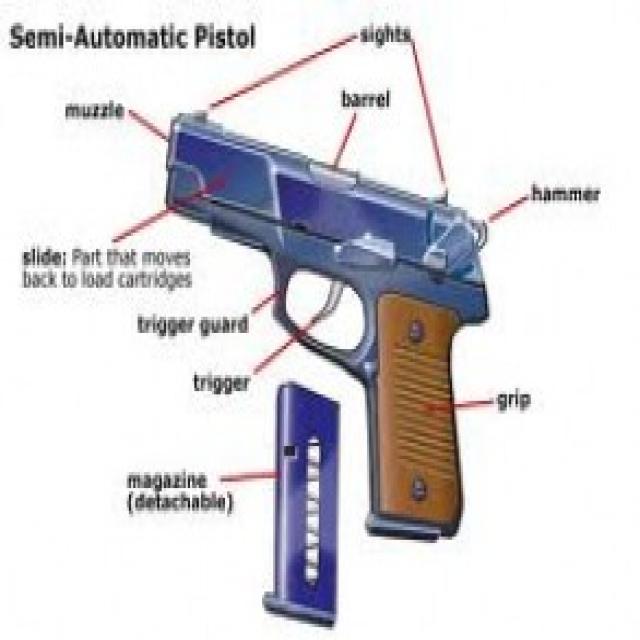 Semi-Automatic Pistol
sights
barrel
muzzle
hammer
slide: Part that moves
back to load cartridges
trigger guard
trigger
grip
magazine
(detachable)